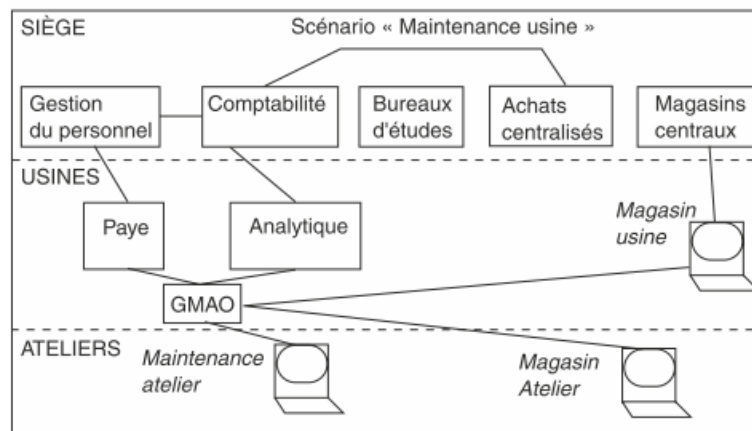 SIÈGE
Scénario « Maintenance usine »
Gestion
du personnel
Comptabilité
Bureaux
d'études
Achats
centralisés
Magasins
centraux
USINES
Paye
Analytique
Magasin
usine
GMAO
ATELIERS
Maintenance
atelier
Magasin
Atelier